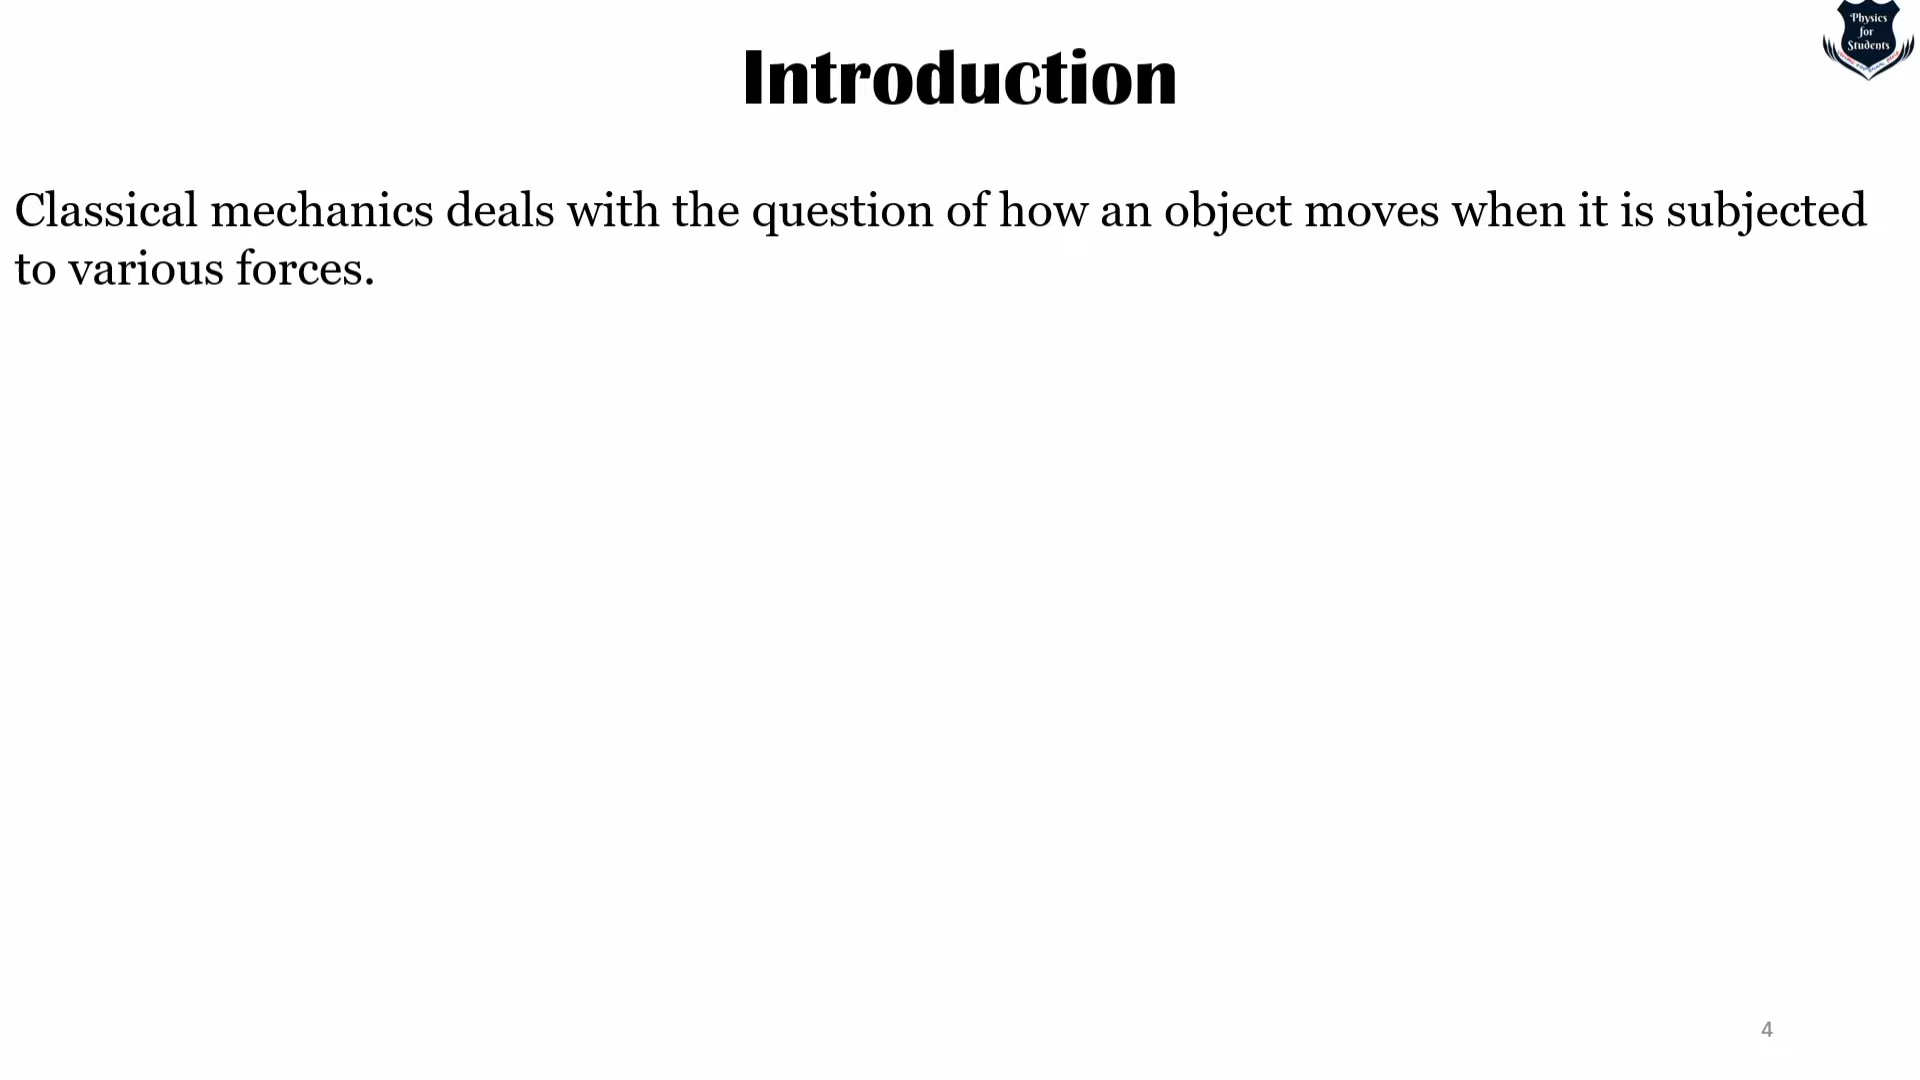 Physics
for
Students
Introduction
Classical mechanics deals with the question of how an object moves when it is subjected
to various forces.
4